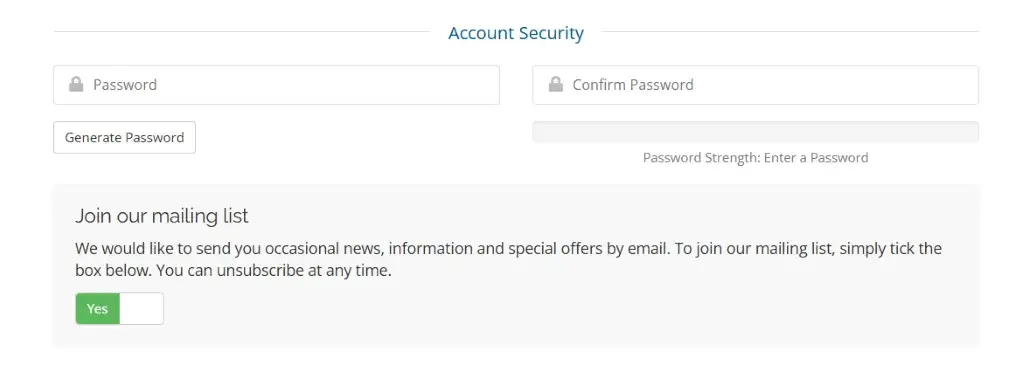 Account Security
Password
Confirm Password
Generate Password
Password Strength: Enter a Password
Join our mailing list
We would like to send you occasional news, information and special offers by email. To join our mailing list, simply tick the
box below. You can unsubscribe at any time.
Yes